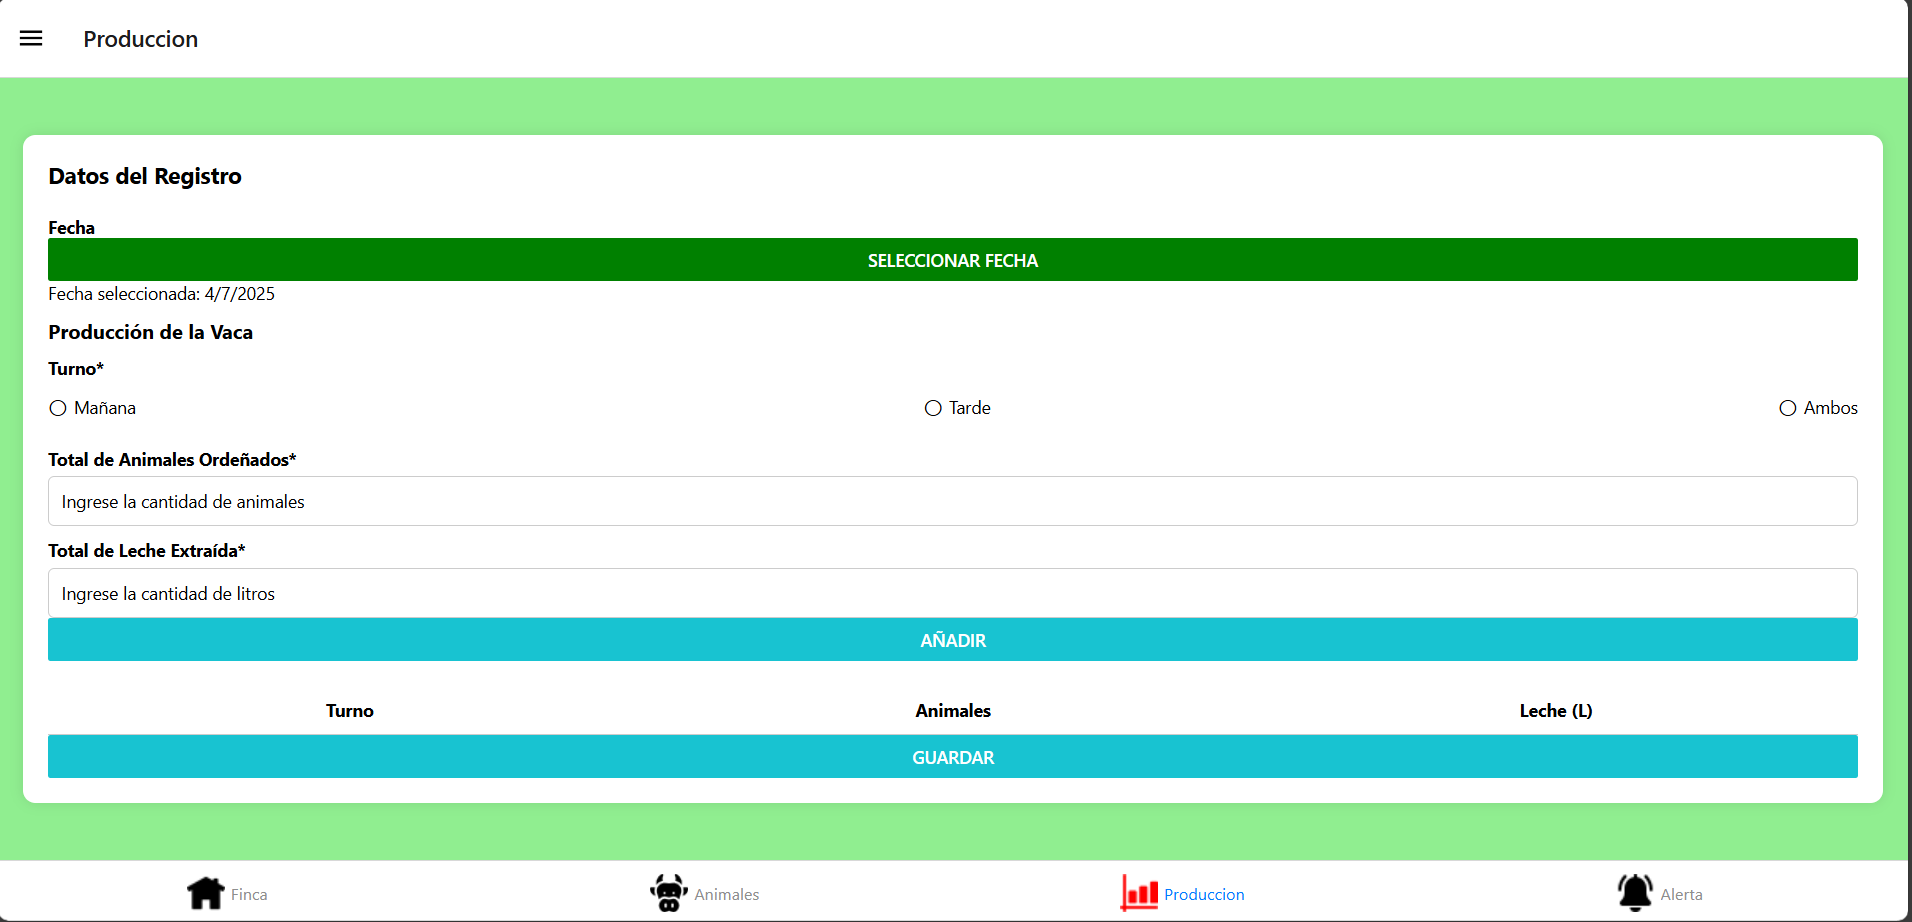 Produccion
Datos del Registro
Fecha
SELECCIONAR FECHA
Fecha seleccionada: 4/7/2025
Producción de la Vaca
Turno*
Mañana Tarde Ambos
Total de Animales Ordeñados*
Ingrese la cantidad de animales
Total de Leche Extraída*
Ingrese la cantidad de litros
AÑADIR
Turno Animales Leche (L)
GUARDAR
Finca Animales Produccion Alerta